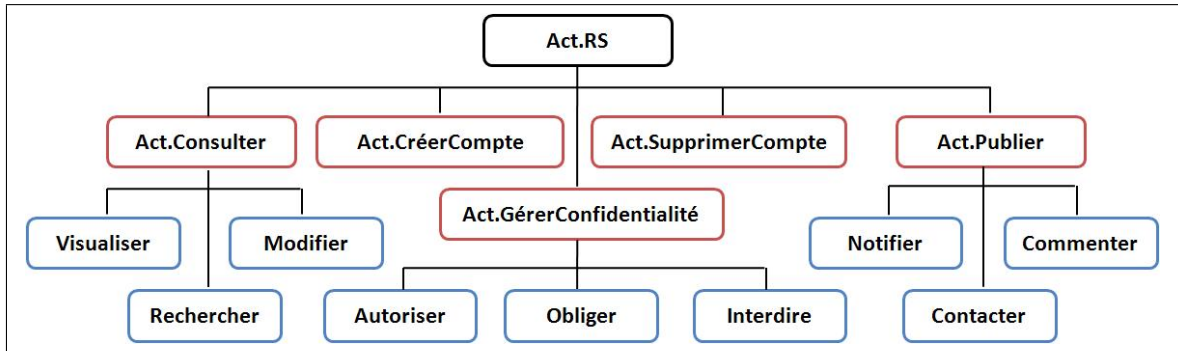 Act.RS
Act.Consulter
Act.CréerCompte
Act.SupprimerCompte
Act.Publier
Act.GérerConfidentialité
Visualiser
Modifier
Notifier
Commenter
Rechercher
Autoriser
Obliger
Interdire
Contacter